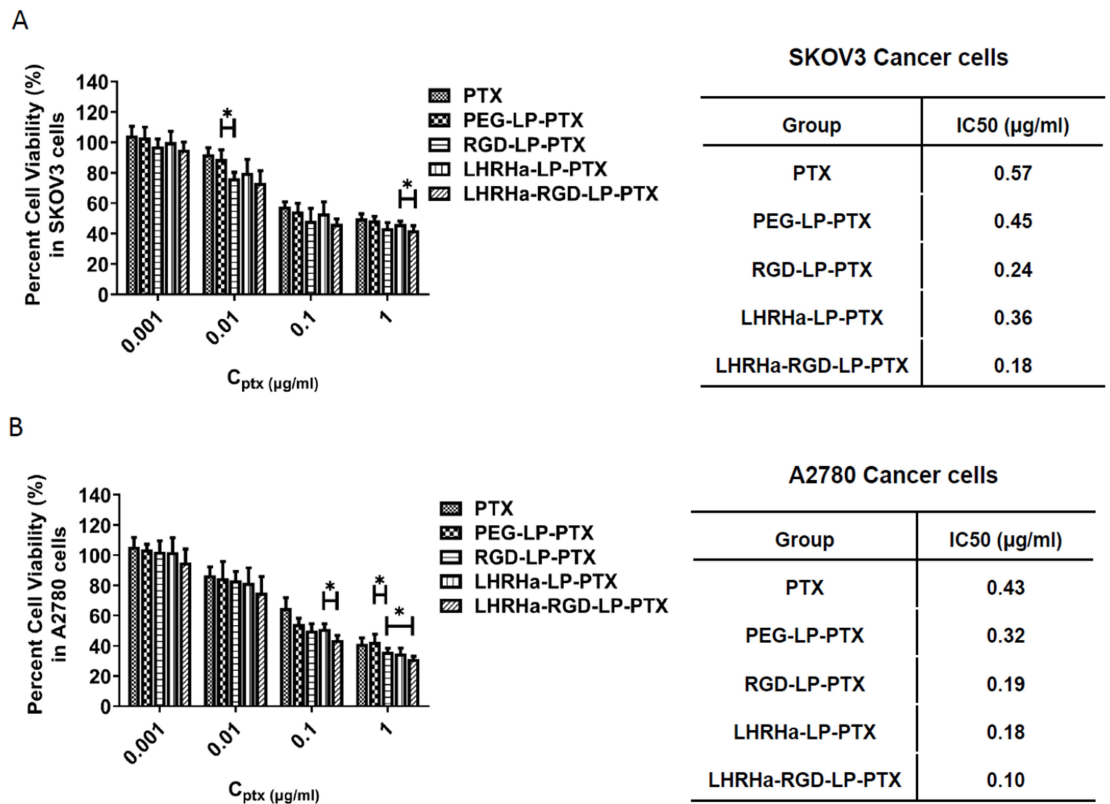 A
Percent Cell Viability (%)
in SKOV3 cells
140
120
100
80
60
40
20
0
*
*
0.001
0.01
0.1
1
Cptx (µg/ml)
PTX
PEG-LP-PTX
RGD-LP-PTX
LHRHa-LP-PTX
LHRHa-RGD-LP-PTX
SKOV3 Cancer cells
Group IC50 (µg/ml)
PTX 0.57
PEG-LP-PTX 0.45
RGD-LP-PTX 0.24
LHRHa-LP-PTX 0.36
LHRHa-RGD-LP-PTX 0.18
B
Percent Cell Viability (%)
in A2780 cells
140
120
100
80
60
40
20
0
*
*
*
0.001
0.01
0.1
1
Cptx (µg/ml)
PTX
PEG-LP-PTX
RGD-LP-PTX
LHRHa-LP-PTX
LHRHa-RGD-LP-PTX
A2780 Cancer cells
Group IC50 (µg/ml)
PTX 0.43
PEG-LP-PTX 0.32
RGD-LP-PTX 0.19
LHRHa-LP-PTX 0.18
LHRHa-RGD-LP-PTX 0.10